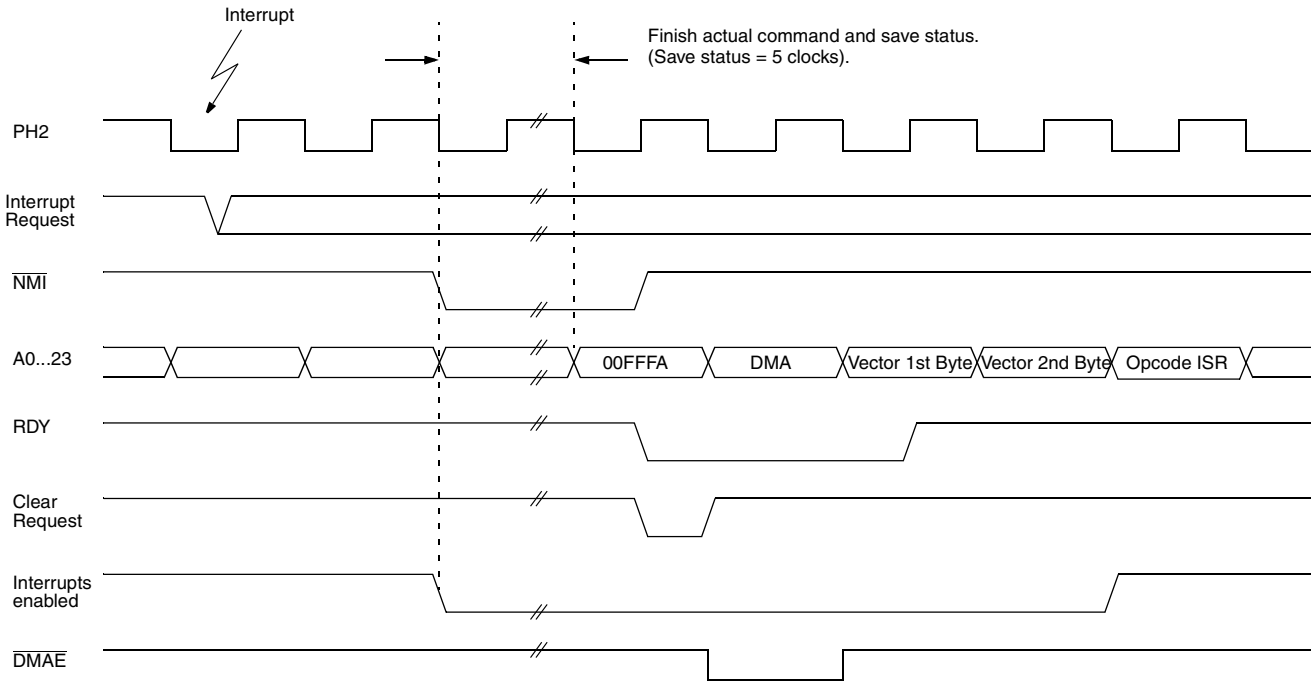 Interrupt
Finish actual command and save status.
(Save status = 5 clocks).
PH2
Interrupt
Request
NMI
A0...23
00FFFA
DMA
Vector 1st Byte
Vector 2nd Byte
Opcode ISR
RDY
Clear
Request
Interrupts
enabled
DMAE